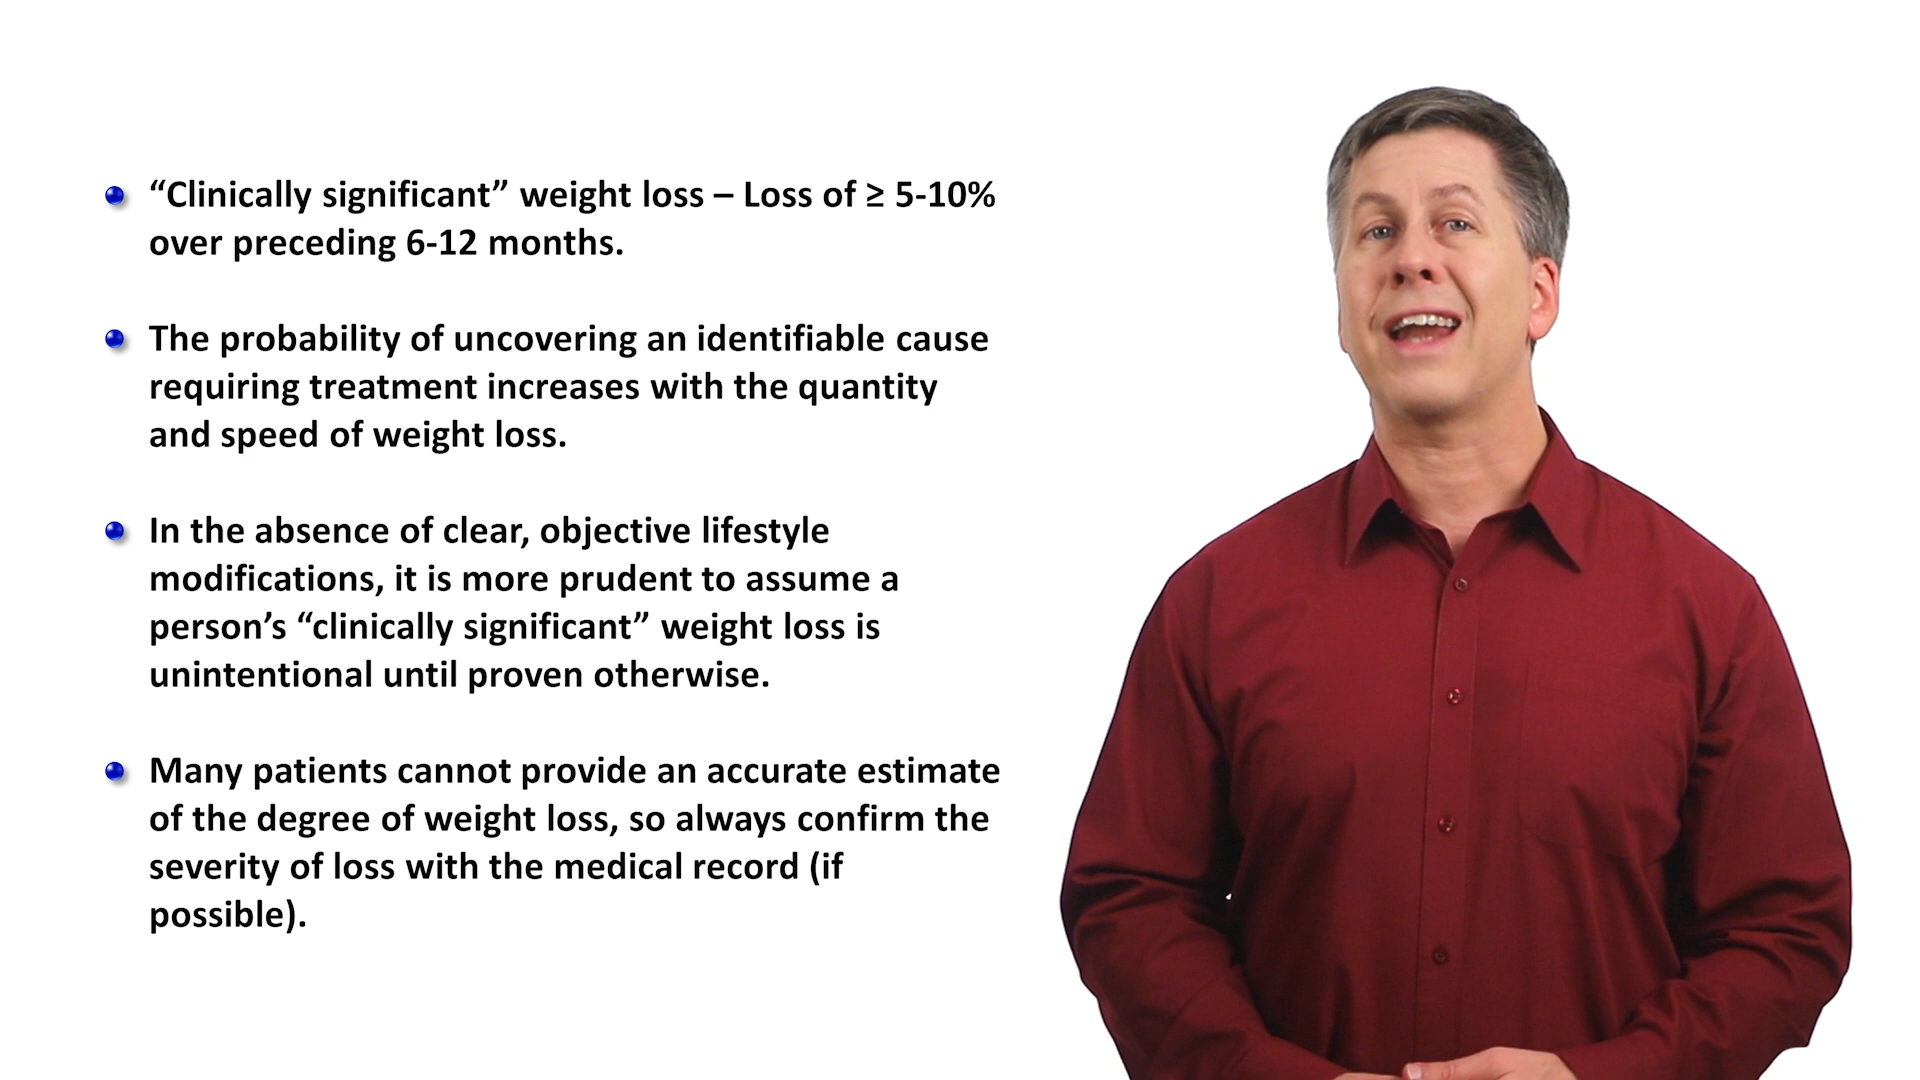 “Clinically significant” weight loss – Loss of ≥ 5-10%
over preceding 6-12 months.
The probability of uncovering an identifiable cause
requiring treatment increases with the quantity
and speed of weight loss.
In the absence of clear, objective lifestyle
modifications, it is more prudent to assume a
person’s “clinically significant” weight loss is
unintentional until proven otherwise.
Many patients cannot provide an accurate estimate
of the degree of weight loss, so always confirm the
severity of loss with the medical record (if
possible).